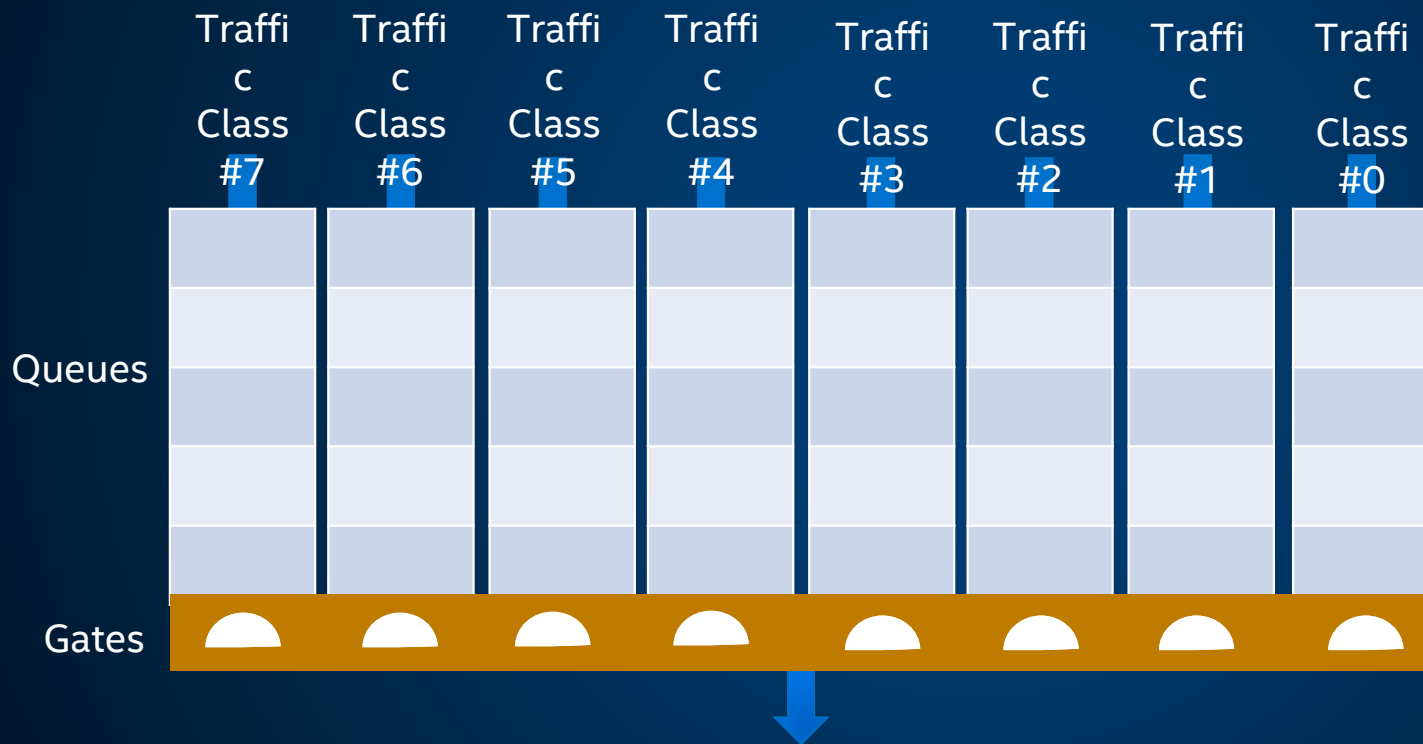 Traffi
c
Class
#7
Traffi
c
Class
#6
Traffi
c
Class
#5
Traffi
c
Class
#4
Traffi
c
Class
#3
Traffi
c
Class
#2
Traffi
c
Class
#1
Traffi
c
Class
#0
Queues
Gates